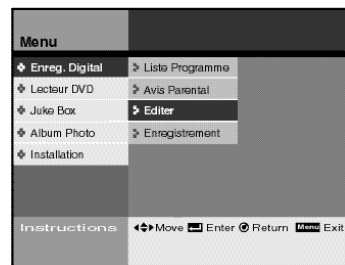 Menu
Enreg. Digital
Liste Programme
Lecteur DVD
Avis Parental
Juke Box
Editer
Album Photo
Enregistrement
Installation
Instructions
Move Enter Return Menu Exit